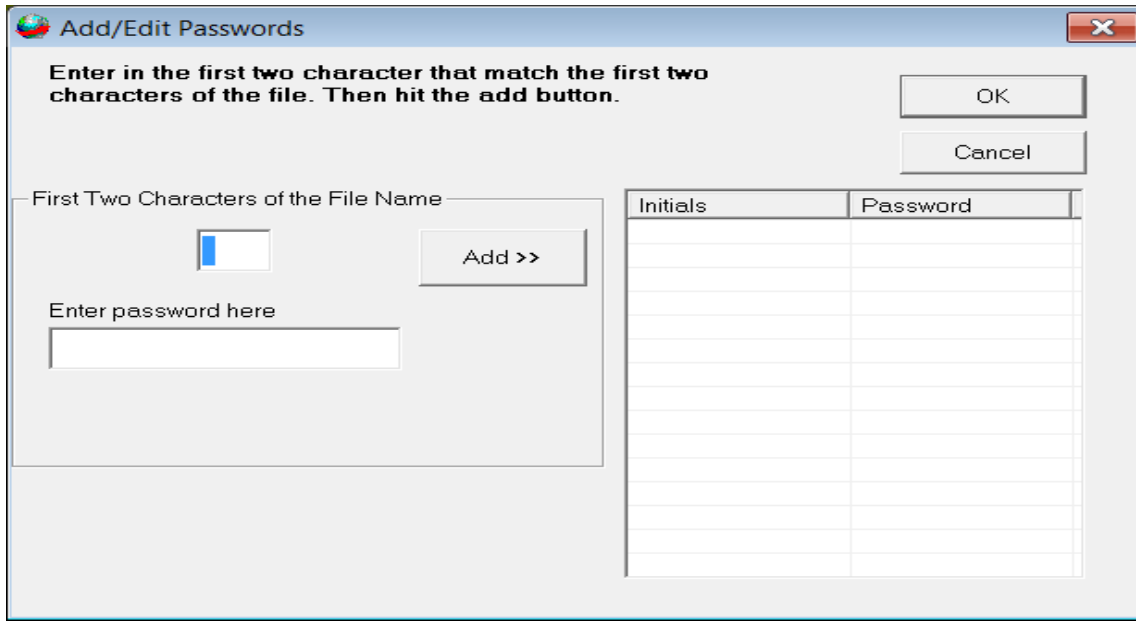 Add/Edit Passwords
Enter in the first two character that match the first two
characters of the file. Then hit the add button.
OK
Cancel
First Two Characters of the File Name
Add >>
Enter password here
Initials Password